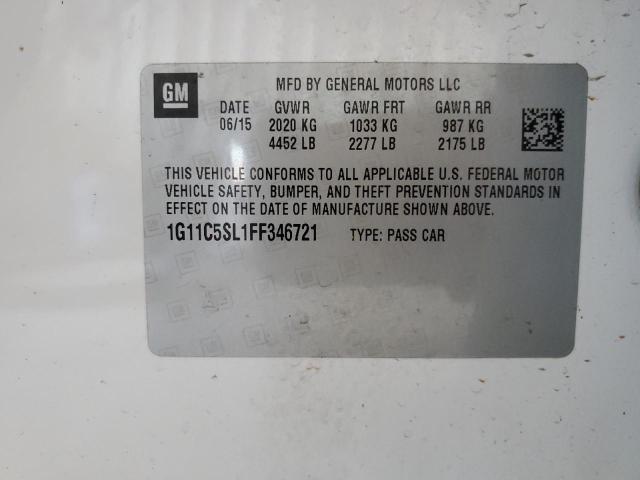 GM
MFD BY GENERAL MOTORS LLC
DATE GVWR GAWR FRT GAWR RR
06/15 2020 KG 1033 KG 987 KG
4452 LB 2277 LB 2175 LB
THIS VEHICLE CONFORMS TO ALL APPLICABLE U.S. FEDERAL MOTOR
VEHICLE SAFETY, BUMPER, AND THEFT PREVENTION STANDARDS IN
EFFECT ON THE DATE OF MANUFACTURE SHOWN ABOVE.
1G11C5SL1FF346721 TYPE: PASS CAR